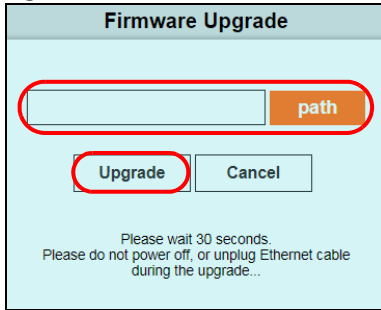 Firmware Upgrade
path
Upgrade Cancel
Please wait 30 seconds.
Please do not power off, or unplug Ethernet cable
during the upgrade...